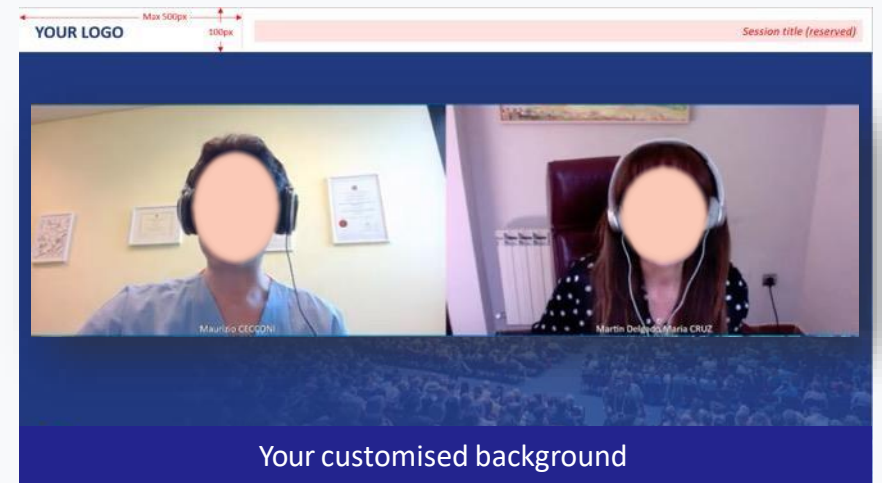 Max 500px
YOUR LOGO
100px
Session title (reserved)
Maurizio CECCONI
Martin Delgado Maria CRUZ
Your customised background